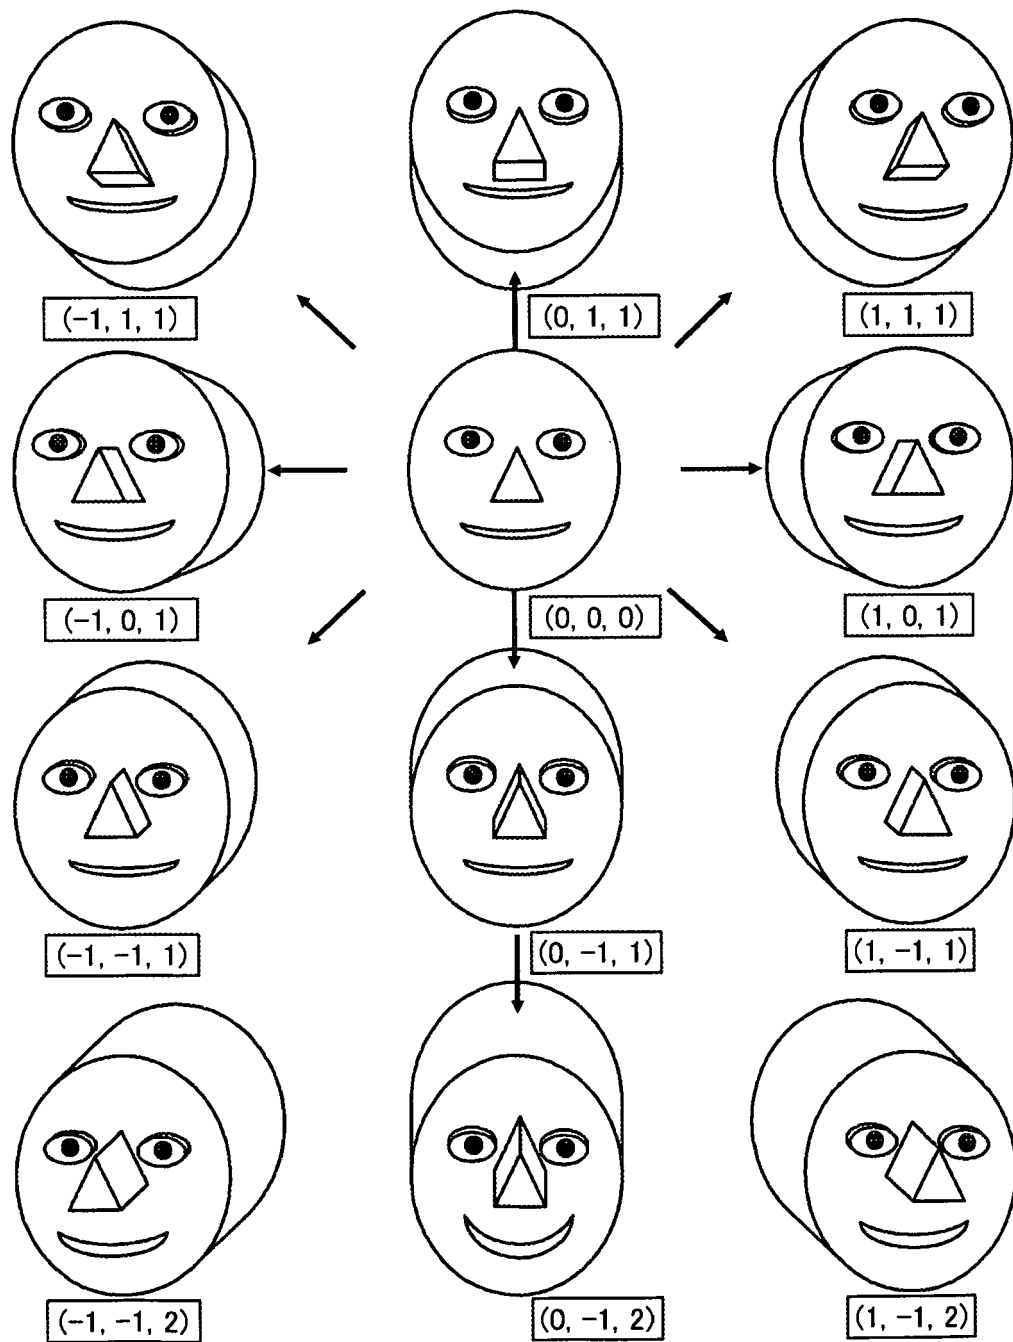 (-1, 1, 1)
(0, 1, 1)
(1, 1, 1)
(-1, 0, 1)
(0, 0, 0)
(1, 0, 1)
(-1, -1, 1)
(0, -1, 1)
(1, -1, 1)
(-1, -1, 2)
(0, -1, 2)
(1, -1, 2)